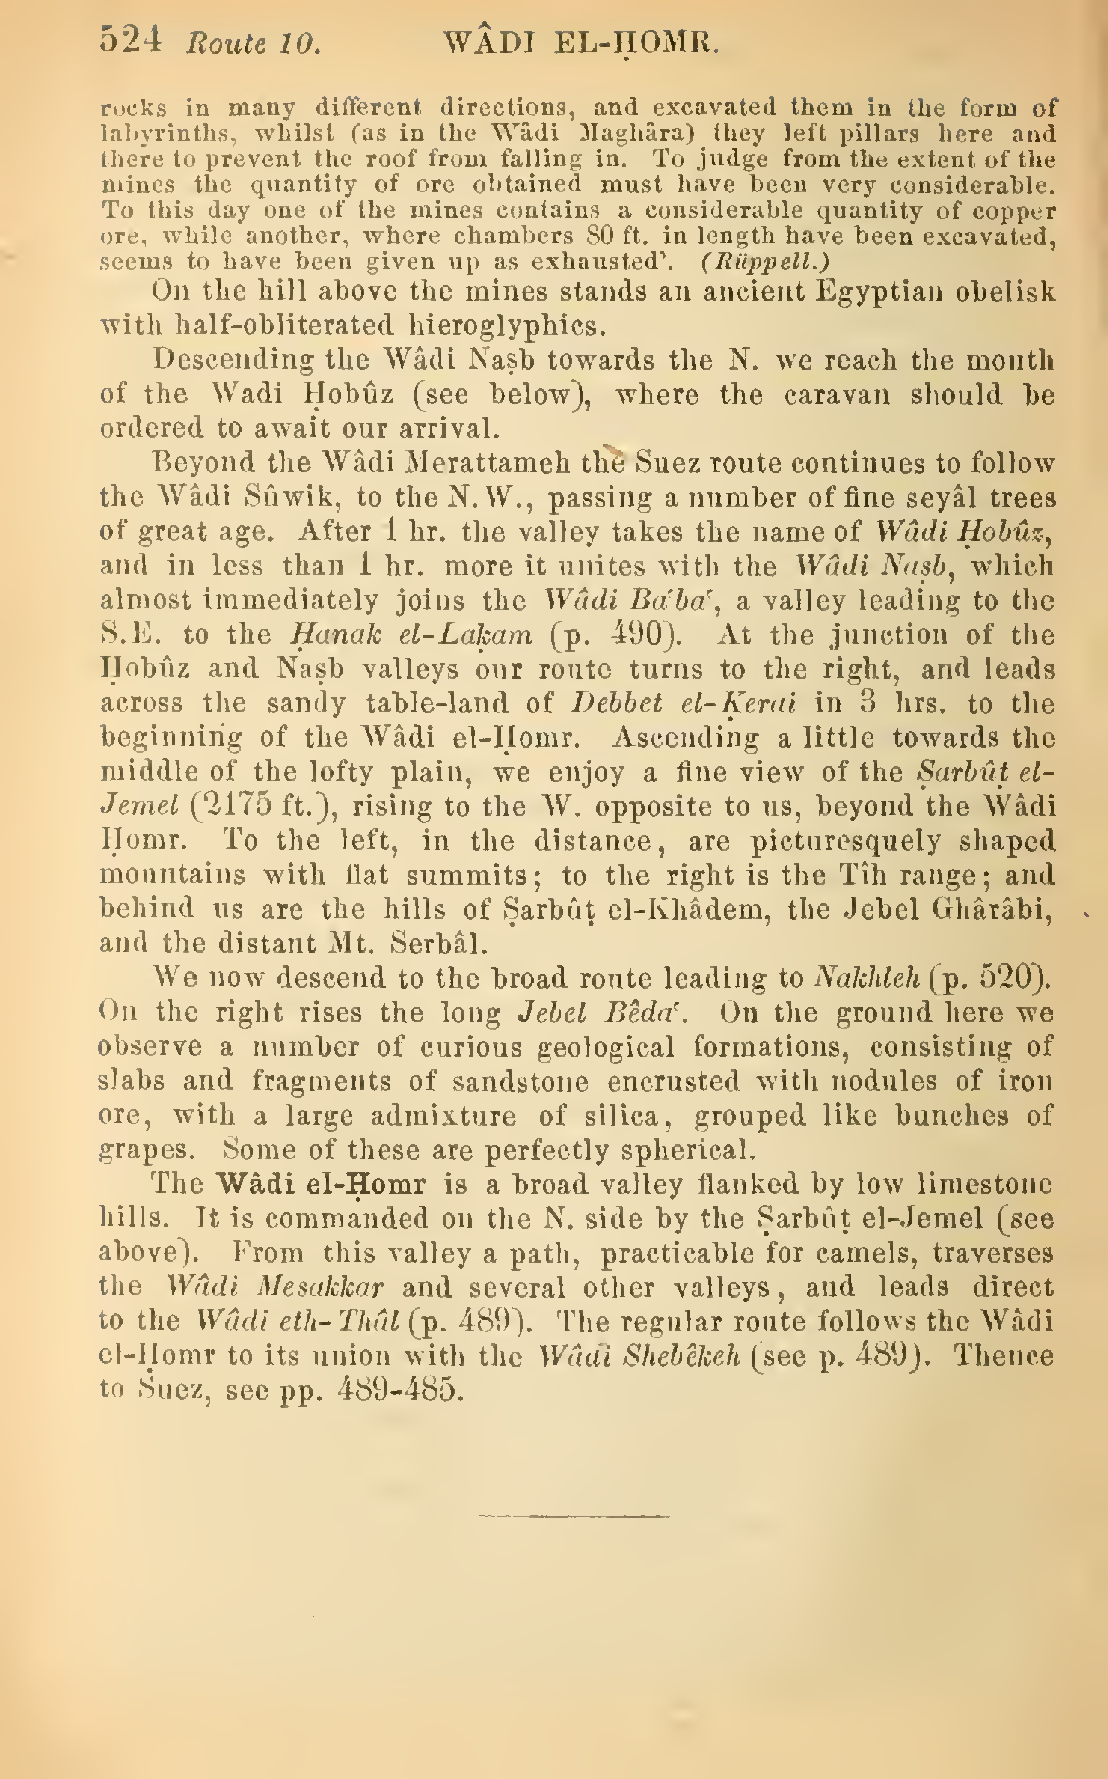 524 Route 10. WÂDI EL-ḤOMR.
rocks in many different directions, and excavated them in the form of
labyrinths, whilst (as in the Wâdi Maghâra) they left pillars here and
there to prevent the roof from falling in. To judge from the extent of the
mines the quantity of ore obtained must have been very considerable.
To this day one of the mines contains a considerable quantity of copper
ore, while another, where chambers 80 ft. in length have been excavated,
seems to have been given up as exhausted'. (Rüppell.)
On the hill above the mines stands an ancient Egyptian obelisk
with half-obliterated hieroglyphics.
Descending the Wâdi Naṣb towards the N. we reach the mouth
of the Wadi Ḥobûz (see below), where the caravan should be
ordered to await our arrival.
Beyond the Wâdi Merattameh the Suez route continues to follow
the Wâdi Sûwik, to the N.W., passing a number of fine seyâl trees
of great age. After 1 hr. the valley takes the name of Wâdi Ḥobûz,
and in less than 1 hr. more it unites with the Wâdi Naṣb, which
almost immediately joins the Wâdi Baʿbaʿ, a valley leading to the
S.E. to the Ḥanak el-Laḳam (p. 490). At the junction of the
Ḥobûz and Naṣb valleys our route turns to the right, and leads
across the sandy table-land of Debbet el-Ḳerai in 3 hrs. to the
beginning of the Wâdi el-Ḥomr. Ascending a little towards the
middle of the lofty plain, we enjoy a fine view of the Ṣarbûṭ el-
Jemel (2175 ft.), rising to the W. opposite to us, beyond the Wâdi
Ḥomr. To the left, in the distance, are picturesquely shaped
mountains with flat summits; to the right is the Tîh range; and
behind us are the hills of Ṣarbûṭ el-Khâdem, the Jebel Ghârâbi,
and the distant Mt. Serbâl.
We now descend to the broad route leading to Nakhleh (p. 520).
On the right rises the long Jebel Bêdaʿ. On the ground here we
observe a number of curious geological formations, consisting of
slabs and fragments of sandstone encrusted with nodules of iron
ore, with a large admixture of silica, grouped like bunches of
grapes. Some of these are perfectly spherical.
The Wâdi el-Ḥomr is a broad valley flanked by low limestone
hills. It is commanded on the N. side by the Ṣarbûṭ el-Jemel (see
above). From this valley a path, practicable for camels, traverses
the Wâdi Mesakkar and several other valleys, and leads direct
to the Wâdi eth-Thâl (p. 489). The regular route follows the Wâdi
el-Ḥomr to its union with the Wâdi Shebêkeh (see p. 489). Thence
to Suez, see pp. 489-485.